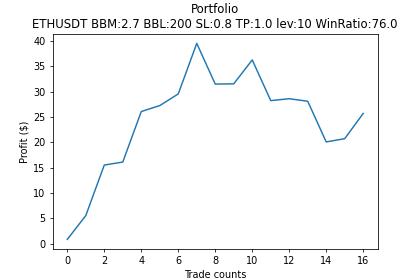 Portfolio
ETHUSDT BBM:2.7 BBL:200 SL:0.8 TP:1.0 lev:10 WinRatio:76.0
40
35
30
25
20
15
10
5
0
Profit ($)
0 2 4 6 8 10 12 14 16
Trade counts